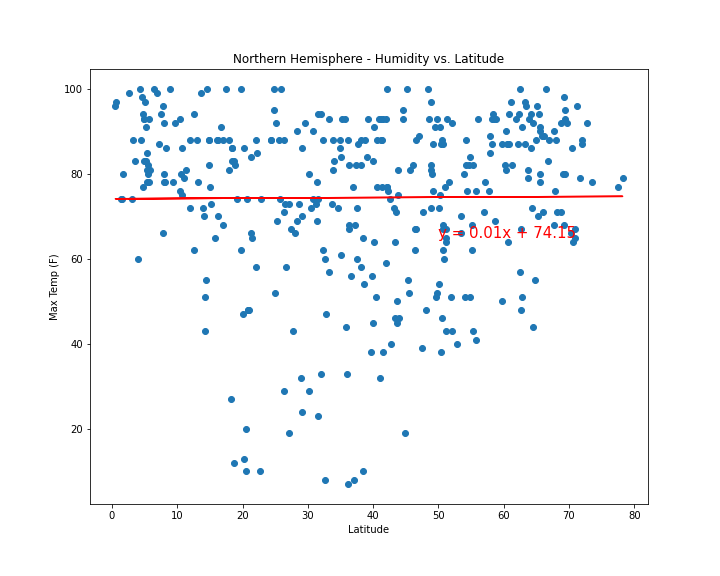 Northern Hemisphere - Humidity vs. Latitude
100
80
60
40
20
Max Temp (F)
y = 0.01x + 74.15
0 10 20 30 40 50 60 70 80
Latitude